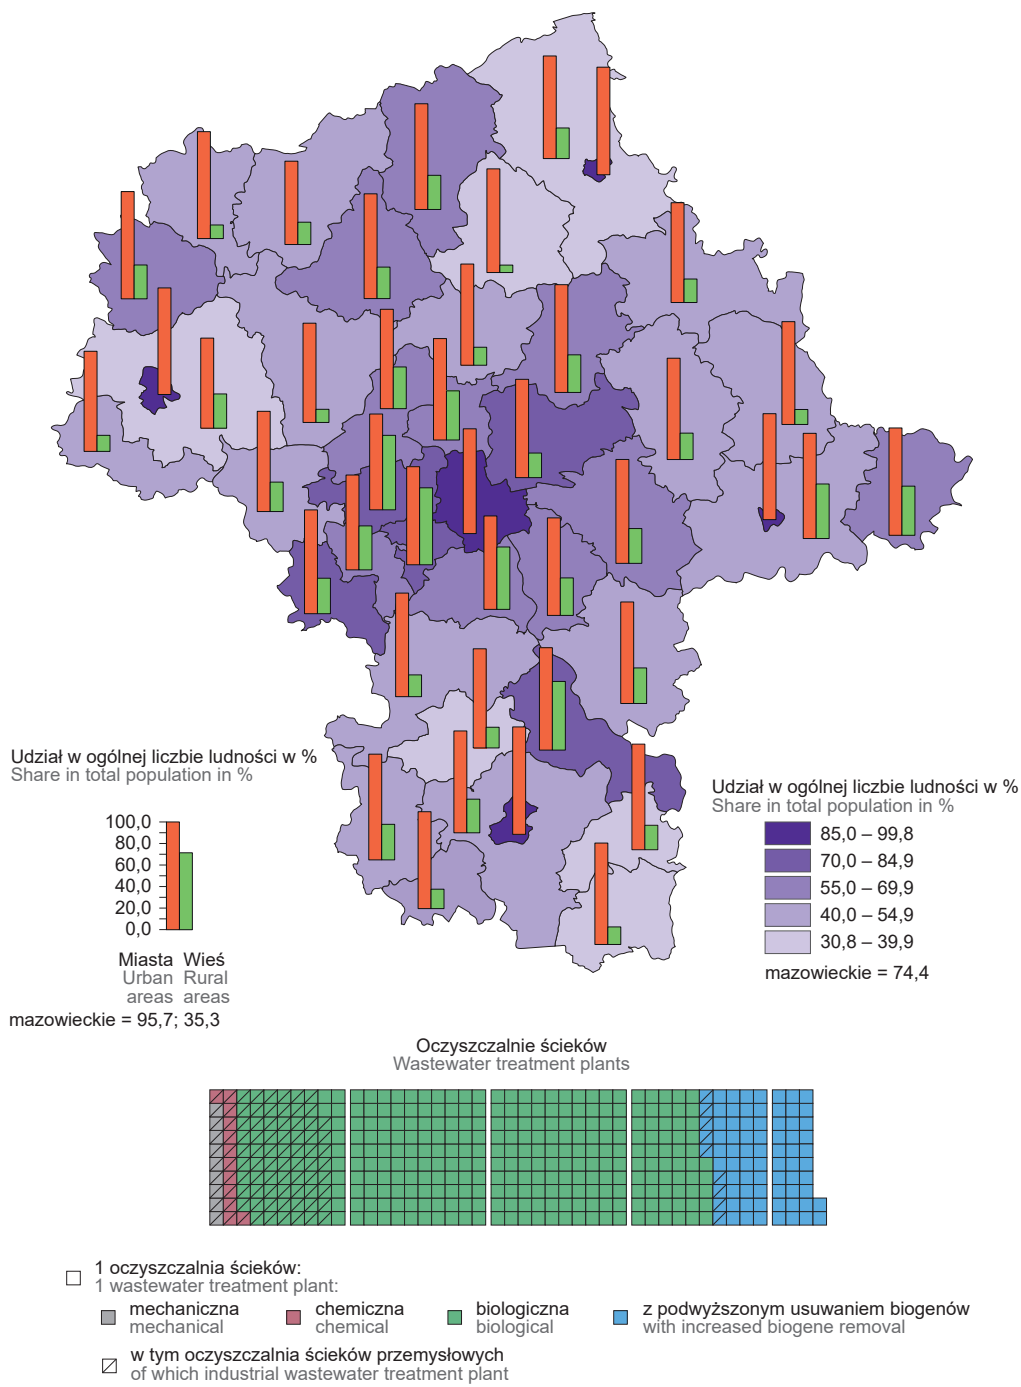 Udział w ogólnej liczbie ludności w %
Share in total population in %
100,0
80,0
60,0
40,0
20,0
0,0
Miasta Wieś
Urban Rural
areas areas
mazowieckie = 95,7; 35,3
Udział w ogólnej liczbie ludności w %
Share in total population in %
85,0 – 99,8
70,0 – 84,9
55,0 – 69,9
40,0 – 54,9
30,8 – 39,9
mazowieckie = 74,4
Oczyszczalnie ścieków
Wastewater treatment plants
1 oczyszczalnia ścieków:
1 wastewater treatment plant:
mechaniczna
mechanical
chemiczna
chemical
biologiczna
biological
z podwyższonym usuwaniem biogenów
with increased biogene removal
w tym oczyszczalnia ścieków przemysłowych
of which industrial wastewater treatment plant